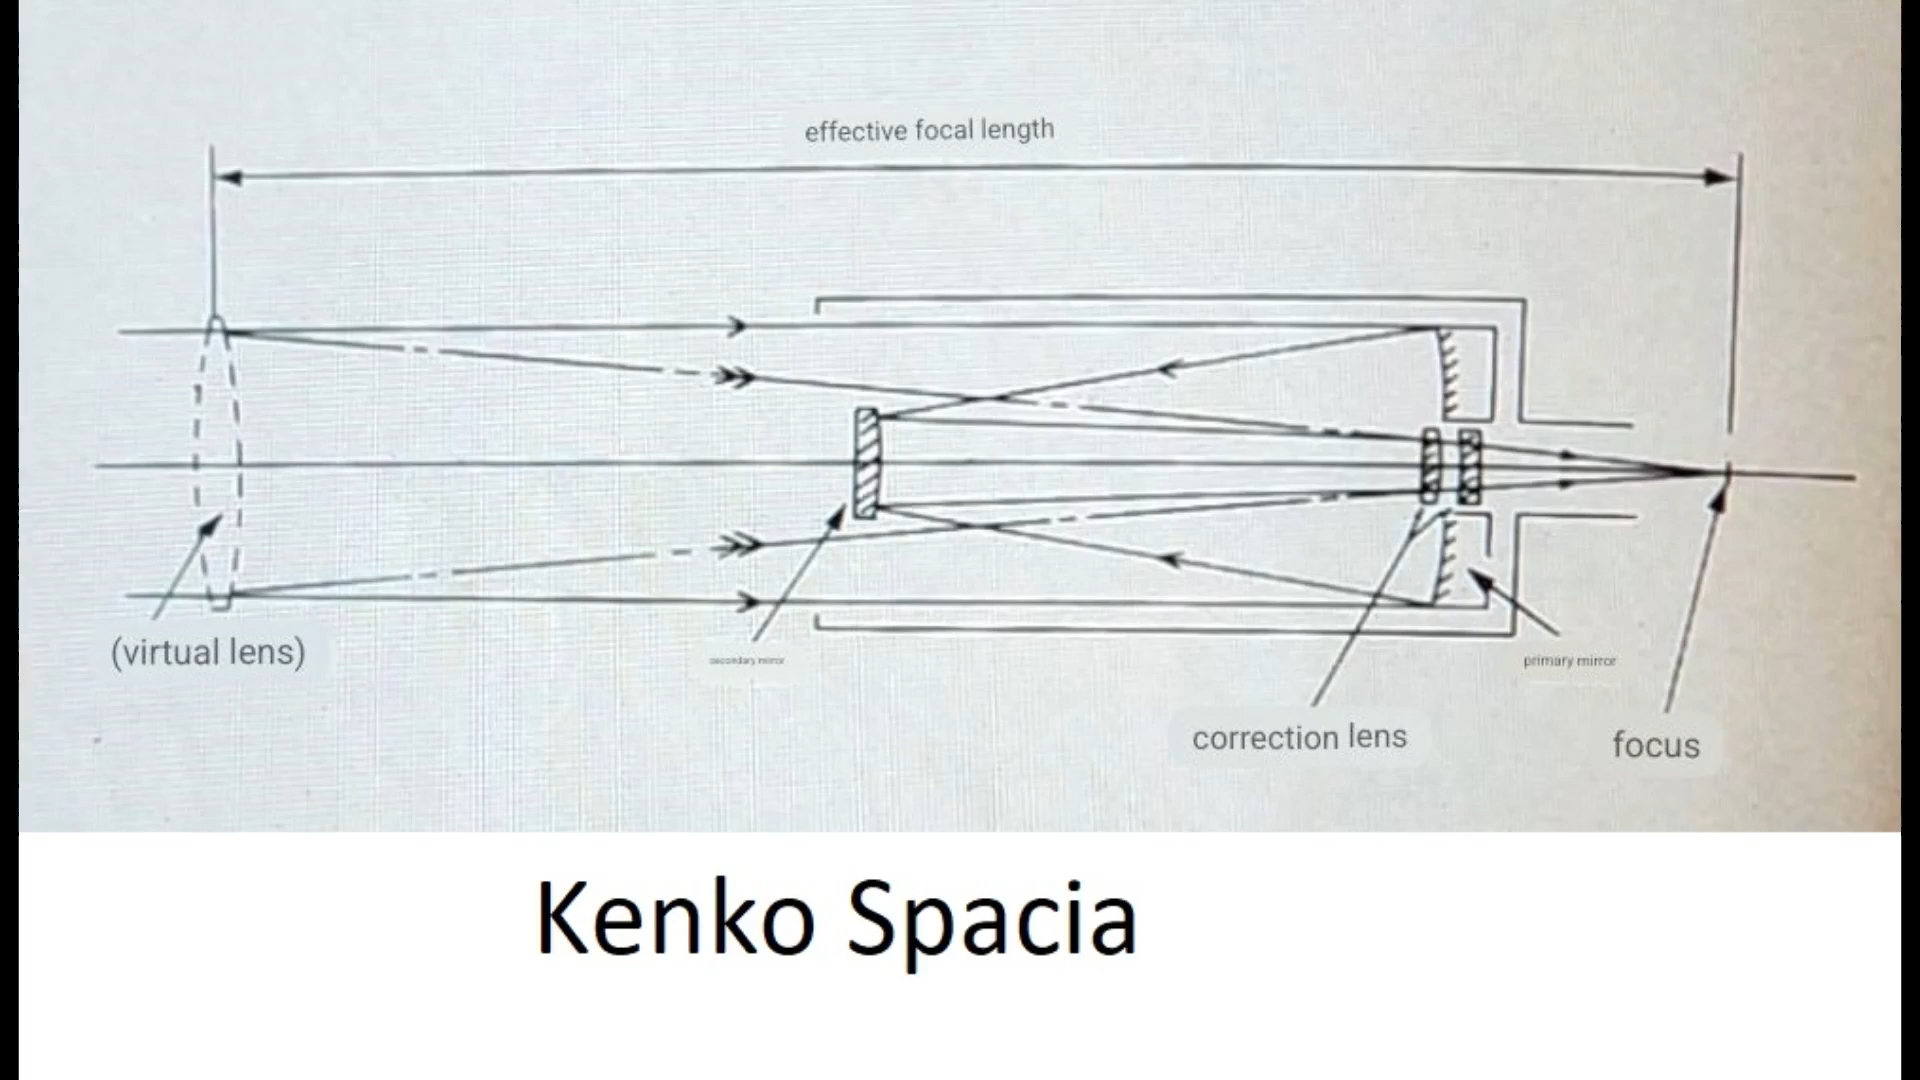 effective focal length
(virtual lens)
secondary mirror
primary mirror
correction lens
focus
Kenko Spacia